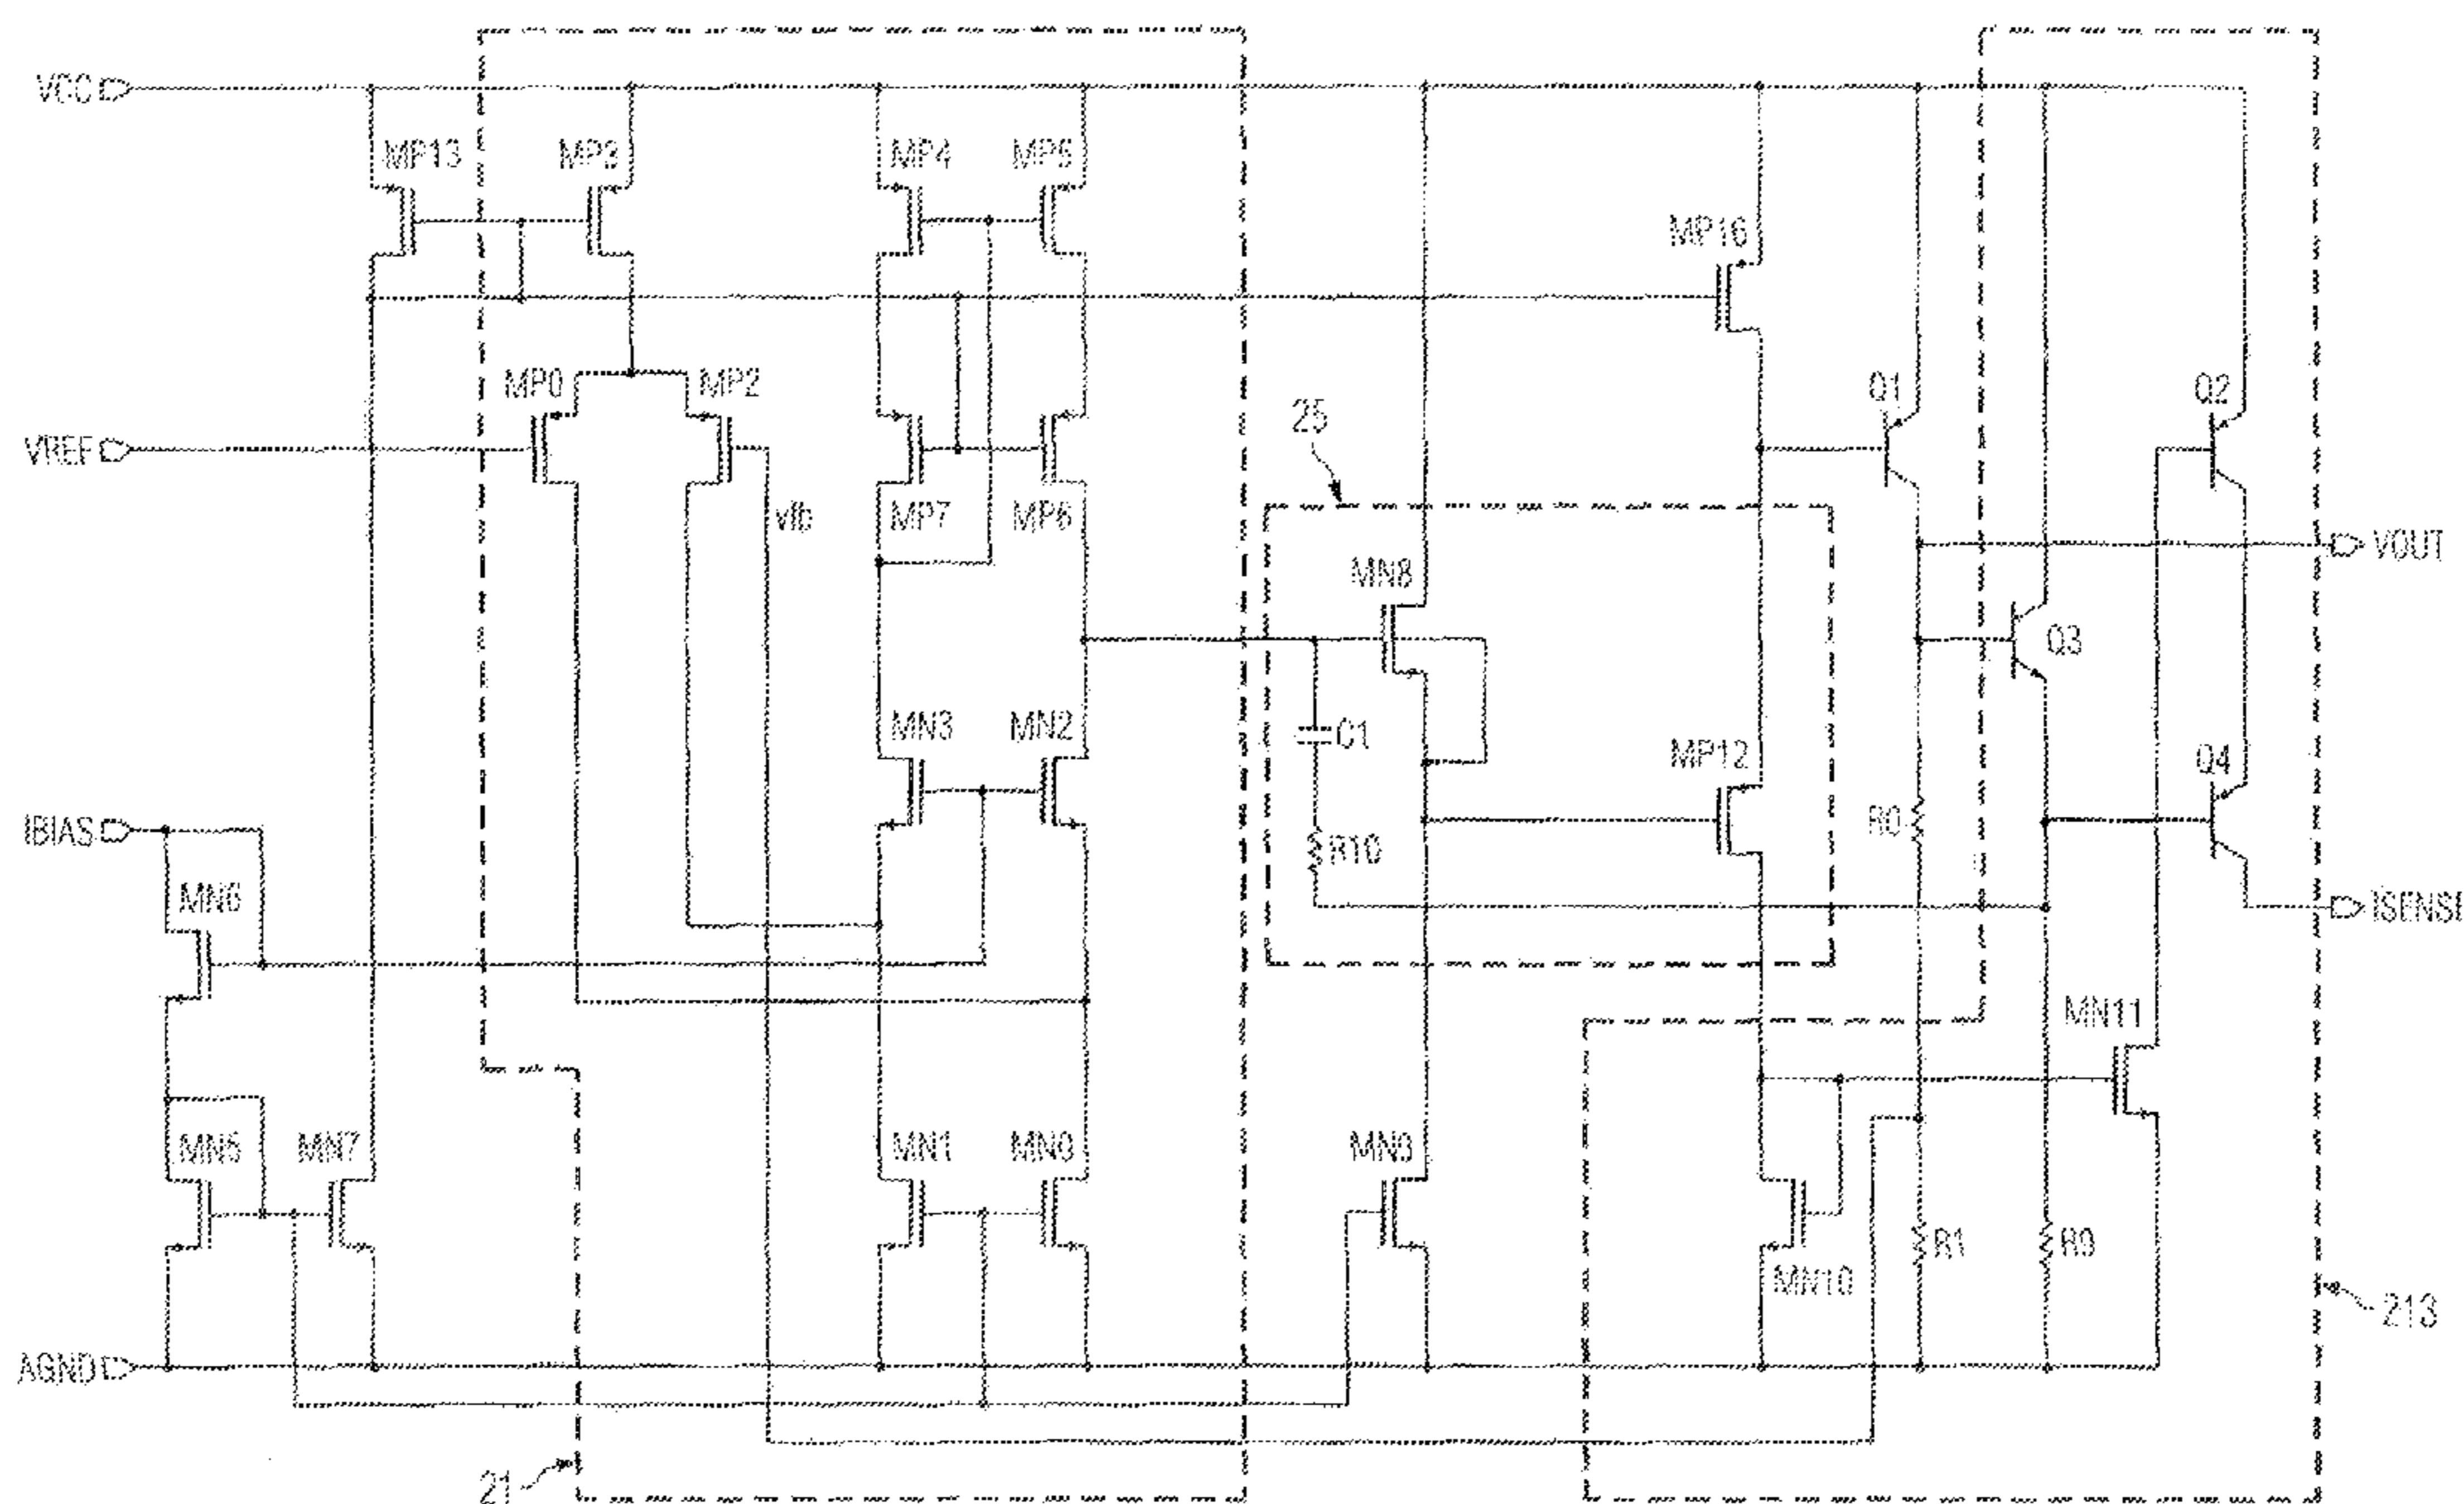 VCC
MP13
MP3
MP4
MP5
MP16
MP0
MP2
Q1
Q2
25
VREF
vfb
MP7
MP6
VOUT
MN8
Q3
MN3
MN2
C1
MP12
Q4
IBIAS
R0
R10
MN6
ISENSE
MN11
MN5
MN7
MN1
MN0
MN9
R1
R9
MN10
213
AGND
21